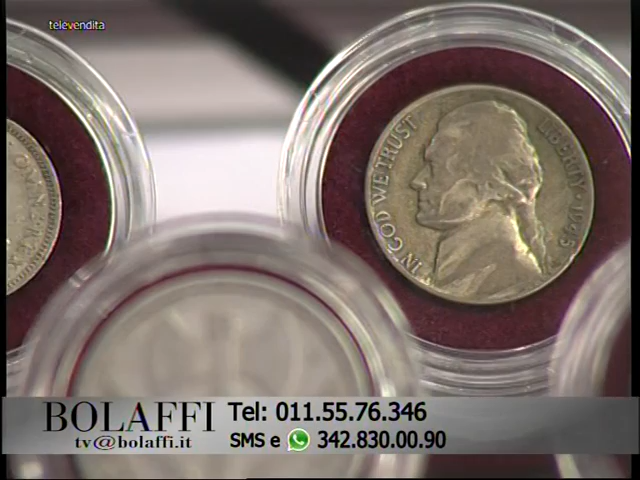 televendita
IN GOD WE TRUST
LIBERTY · 1945
BOLAFFI
tv@bolaffi.it
Tel: 011.55.76.346
SMS e 342.830.00.90